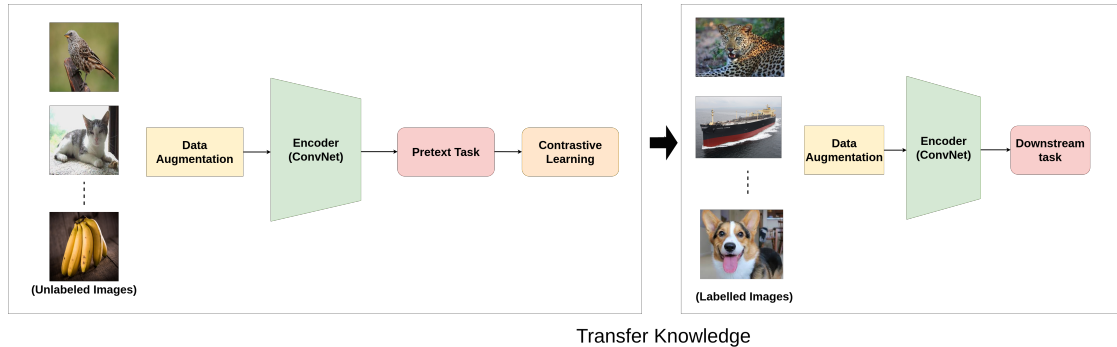 Data
Augmentation
Encoder
(ConvNet)
Pretext Task
Contrastive
Learning
(Unlabeled Images)
Data
Augmentation
Encoder
(ConvNet)
Downstream
task
(Labelled Images)
Transfer Knowledge